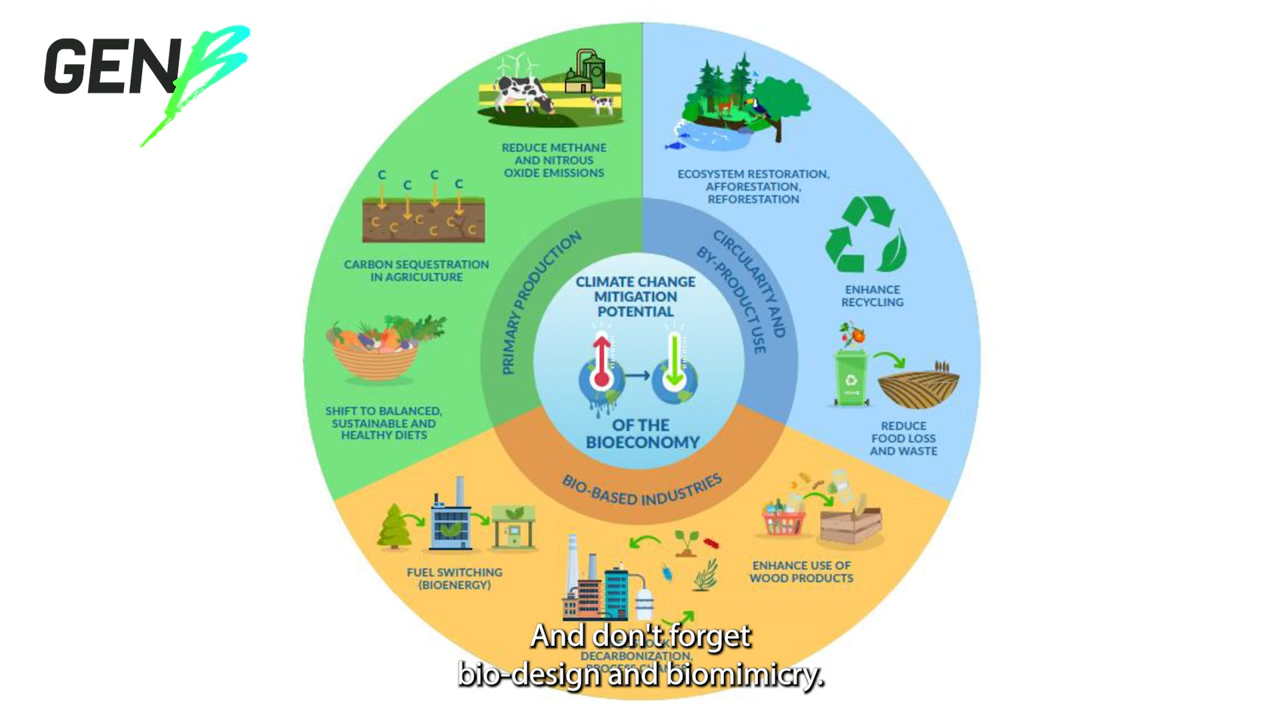 GENB
REDUCE METHANE
AND NITROUS
OXIDE EMISSIONS
C C C C
C C C C C C
CARBON SEQUESTRATION
IN AGRICULTURE
SHIFT TO BALANCED,
SUSTAINABLE AND
HEALTHY DIETS
PRIMARY PRODUCTION
ECOSYSTEM RESTORATION,
AFFORESTATION,
REFORESTATION
ENHANCE
RECYCLING
REDUCE
FOOD LOSS
AND WASTE
CIRCULARITY AND
BY-PRODUCT USE
CLIMATE CHANGE
MITIGATION
POTENTIAL
OF THE
BIOECONOMY
BIO-BASED INDUSTRIES
FUEL SWITCHING
(BIOENERGY)
ENHANCE USE OF
WOOD PRODUCTS
DECARBONIZATION,
And don't forget
bio-design and biomimicry.